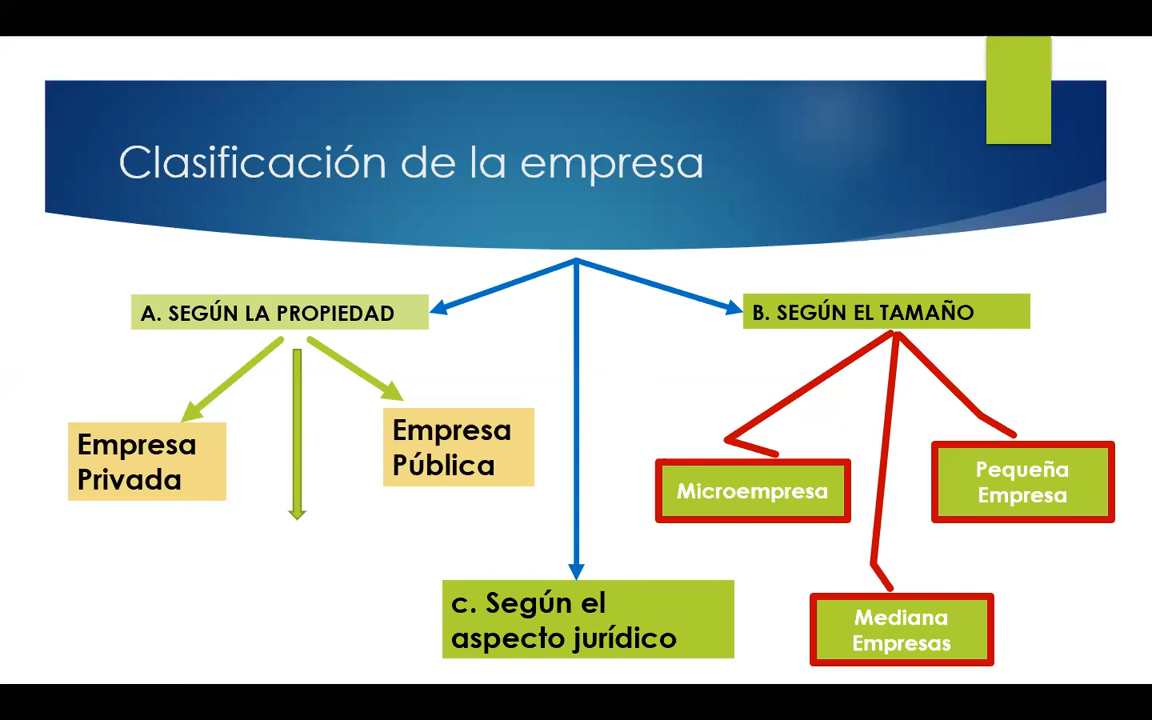 Clasificación de la empresa
A. SEGÚN LA PROPIEDAD
B. SEGÚN EL TAMAÑO
Empresa
Privada
Empresa
Pública
Microempresa
Pequeña
Empresa
c. Según el
aspecto jurídico
Mediana
Empresas